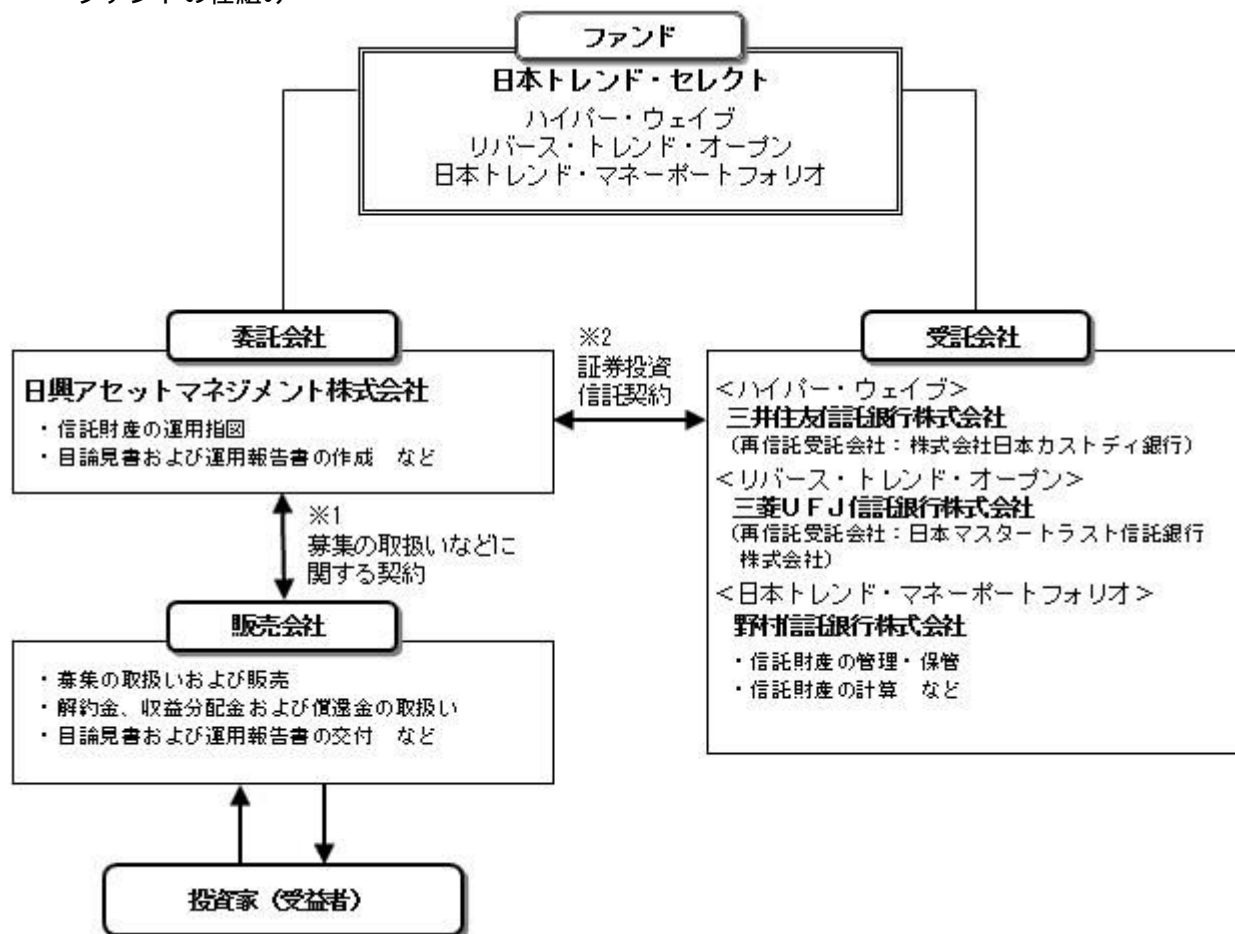 ファンドの仕組み
ファンド
日本トレンド・セレクト
ハイパー・ウェイブ
リバース・トレンド・オープン
日本トレンド・マネーポートフォリオ
委託会社
日興アセットマネジメント株式会社
・信託財産の運用指図
・目論見書および運用報告書の作成 など
※2
証券投資
信託契約
受託会社
＜ハイパー・ウェイブ＞
三井住友信託銀行株式会社
（再信託受託会社：株式会社日本カストディ銀行）
＜リバース・トレンド・オープン＞
三菱ＵＦＪ信託銀行株式会社
（再信託受託会社：日本マスタートラスト信託銀行
株式会社）
＜日本トレンド・マネーポートフォリオ＞
野村信託銀行株式会社
・信託財産の管理・保管
・信託財産の計算 など
※1
募集の取扱いなどに
関する契約
販売会社
・募集の取扱いおよび販売
・解約金、収益分配金および償還金の取扱い
・目論見書および運用報告書の交付 など
投資家（受益者）